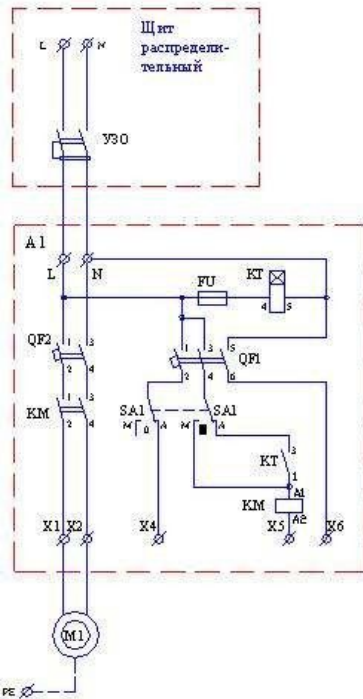 Щит
распредели-
тельный
L N
УЗО
A1
L N
FU
KT
4 5
QF2
1 3
2 4
1 3 5
2 4 6
QF1
KM
1 3
2 4
SA1 SA1
М 0 А М А
KT
3
1
KM
A1
A2
X1 X2 X4 X5 X6
M1
PE